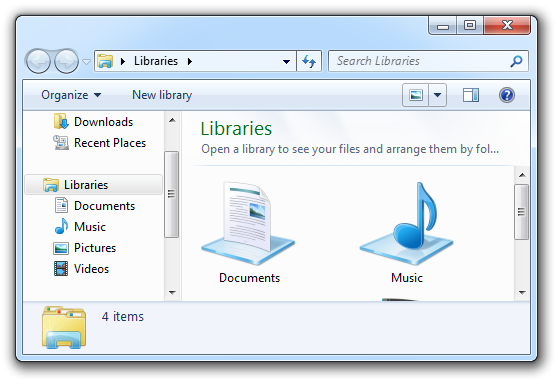 Libraries
Search Libraries
Organize
New library
Downloads
Recent Places
Libraries
Documents
Music
Pictures
Videos
Libraries
Open a library to see your files and arrange them by fol...
Documents
Music
4 items